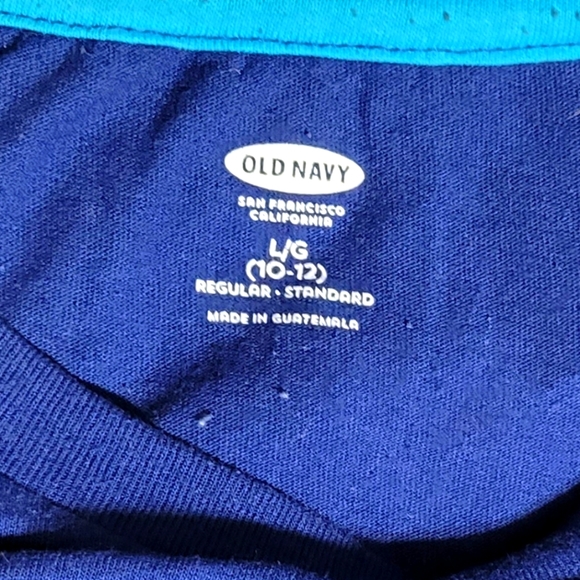 OLD NAVY
SAN FRANCISCO
CALIFORNIA
L/G
(10-12)
REGULAR • STANDARD
MADE IN GUATEMALA